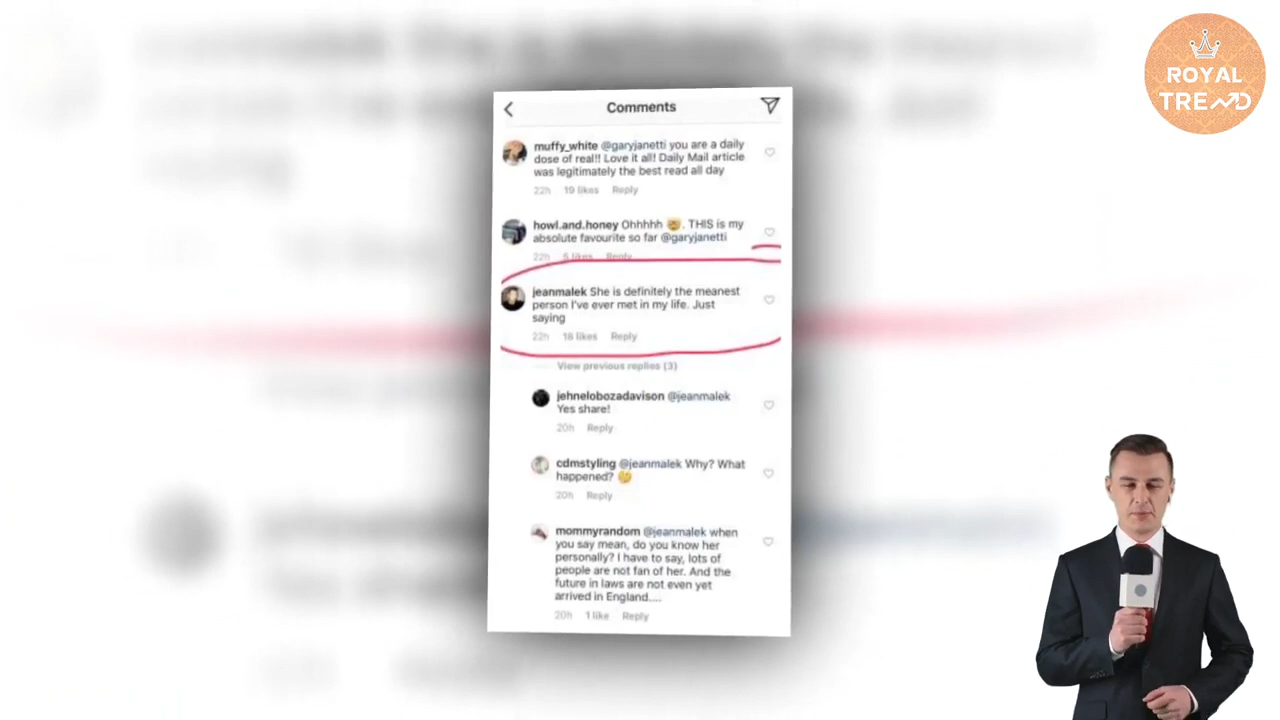 ROYAL
TREND
Comments
muffy_white @garyjanetti you are a daily
dose of real!! Love it all! Daily Mail article
was legitimately the best read all day
22h 19 likes Reply
howl.and.honey Ohhhhh 🤯. THIS is my
absolute favourite so far @garyjanetti
22h 5 likes Reply
jeanmalek She is definitely the meanest
person I've ever met in my life. Just
saying
22h 18 likes Reply
View previous replies (3)
jehnelobozadavison @jeanmalek
Yes share!
20h Reply
cdmstyling @jeanmalek Why? What
happened? 🤔
20h Reply
mommyrandom @jeanmalek when
you say mean, do you know her
personally? I have to say, lots of
people are not fan of her. And the
future in laws are not even yet
arrived in England....
20h 1 like Reply